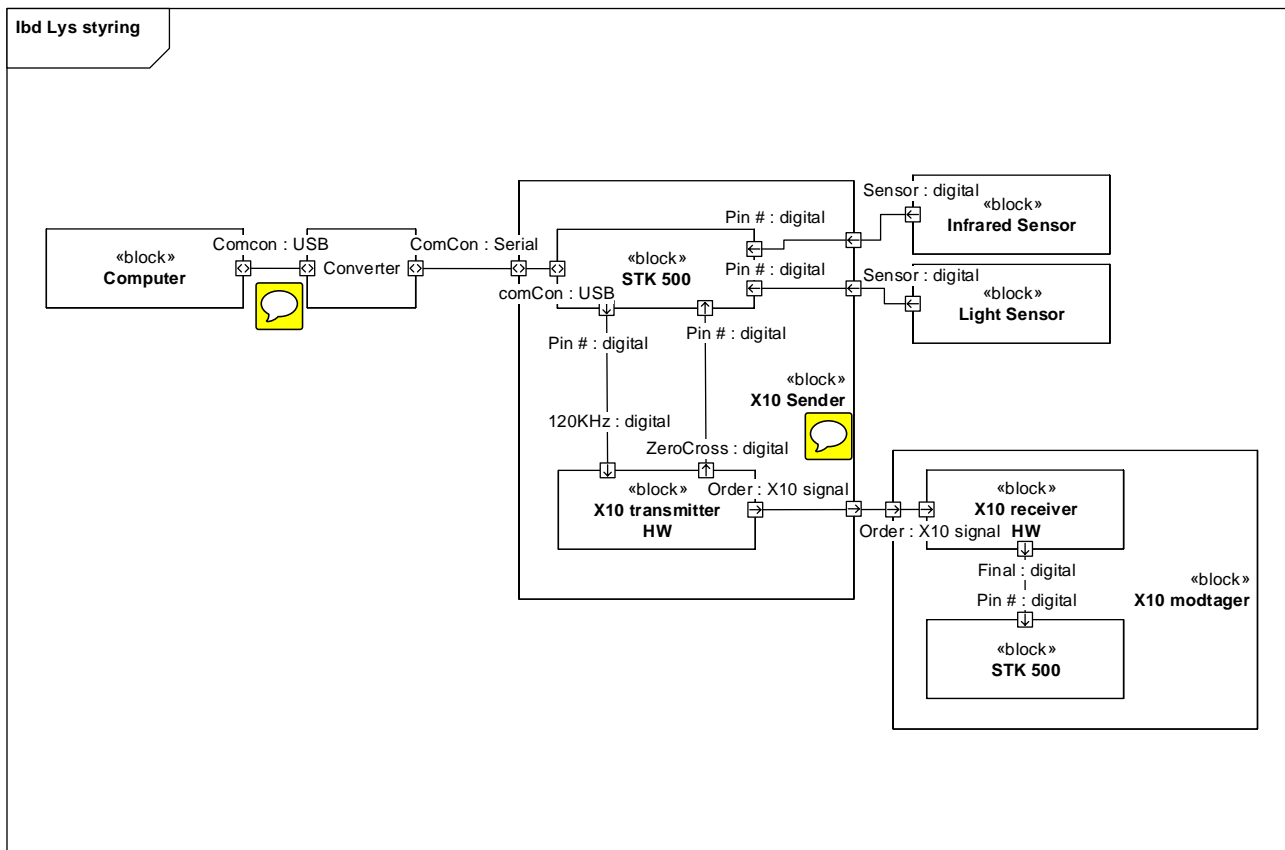 Ibd Lys styring
«block»
Computer
Comcon : USB
Converter
ComCon : Serial
«block»
STK 500
comCon : USB
Pin # : digital
Pin # : digital
Sensor : digital
«block»
Infrared Sensor
Sensor : digital
«block»
Light Sensor
Pin # : digital
Pin # : digital
«block»
X10 Sender
120KHz : digital
ZeroCross : digital
«block»
X10 transmitter
HW
Order : X10 signal
Order : X10 signal
«block»
X10 receiver
HW
Final : digital
Pin # : digital
«block»
X10 modtager
«block»
STK 500